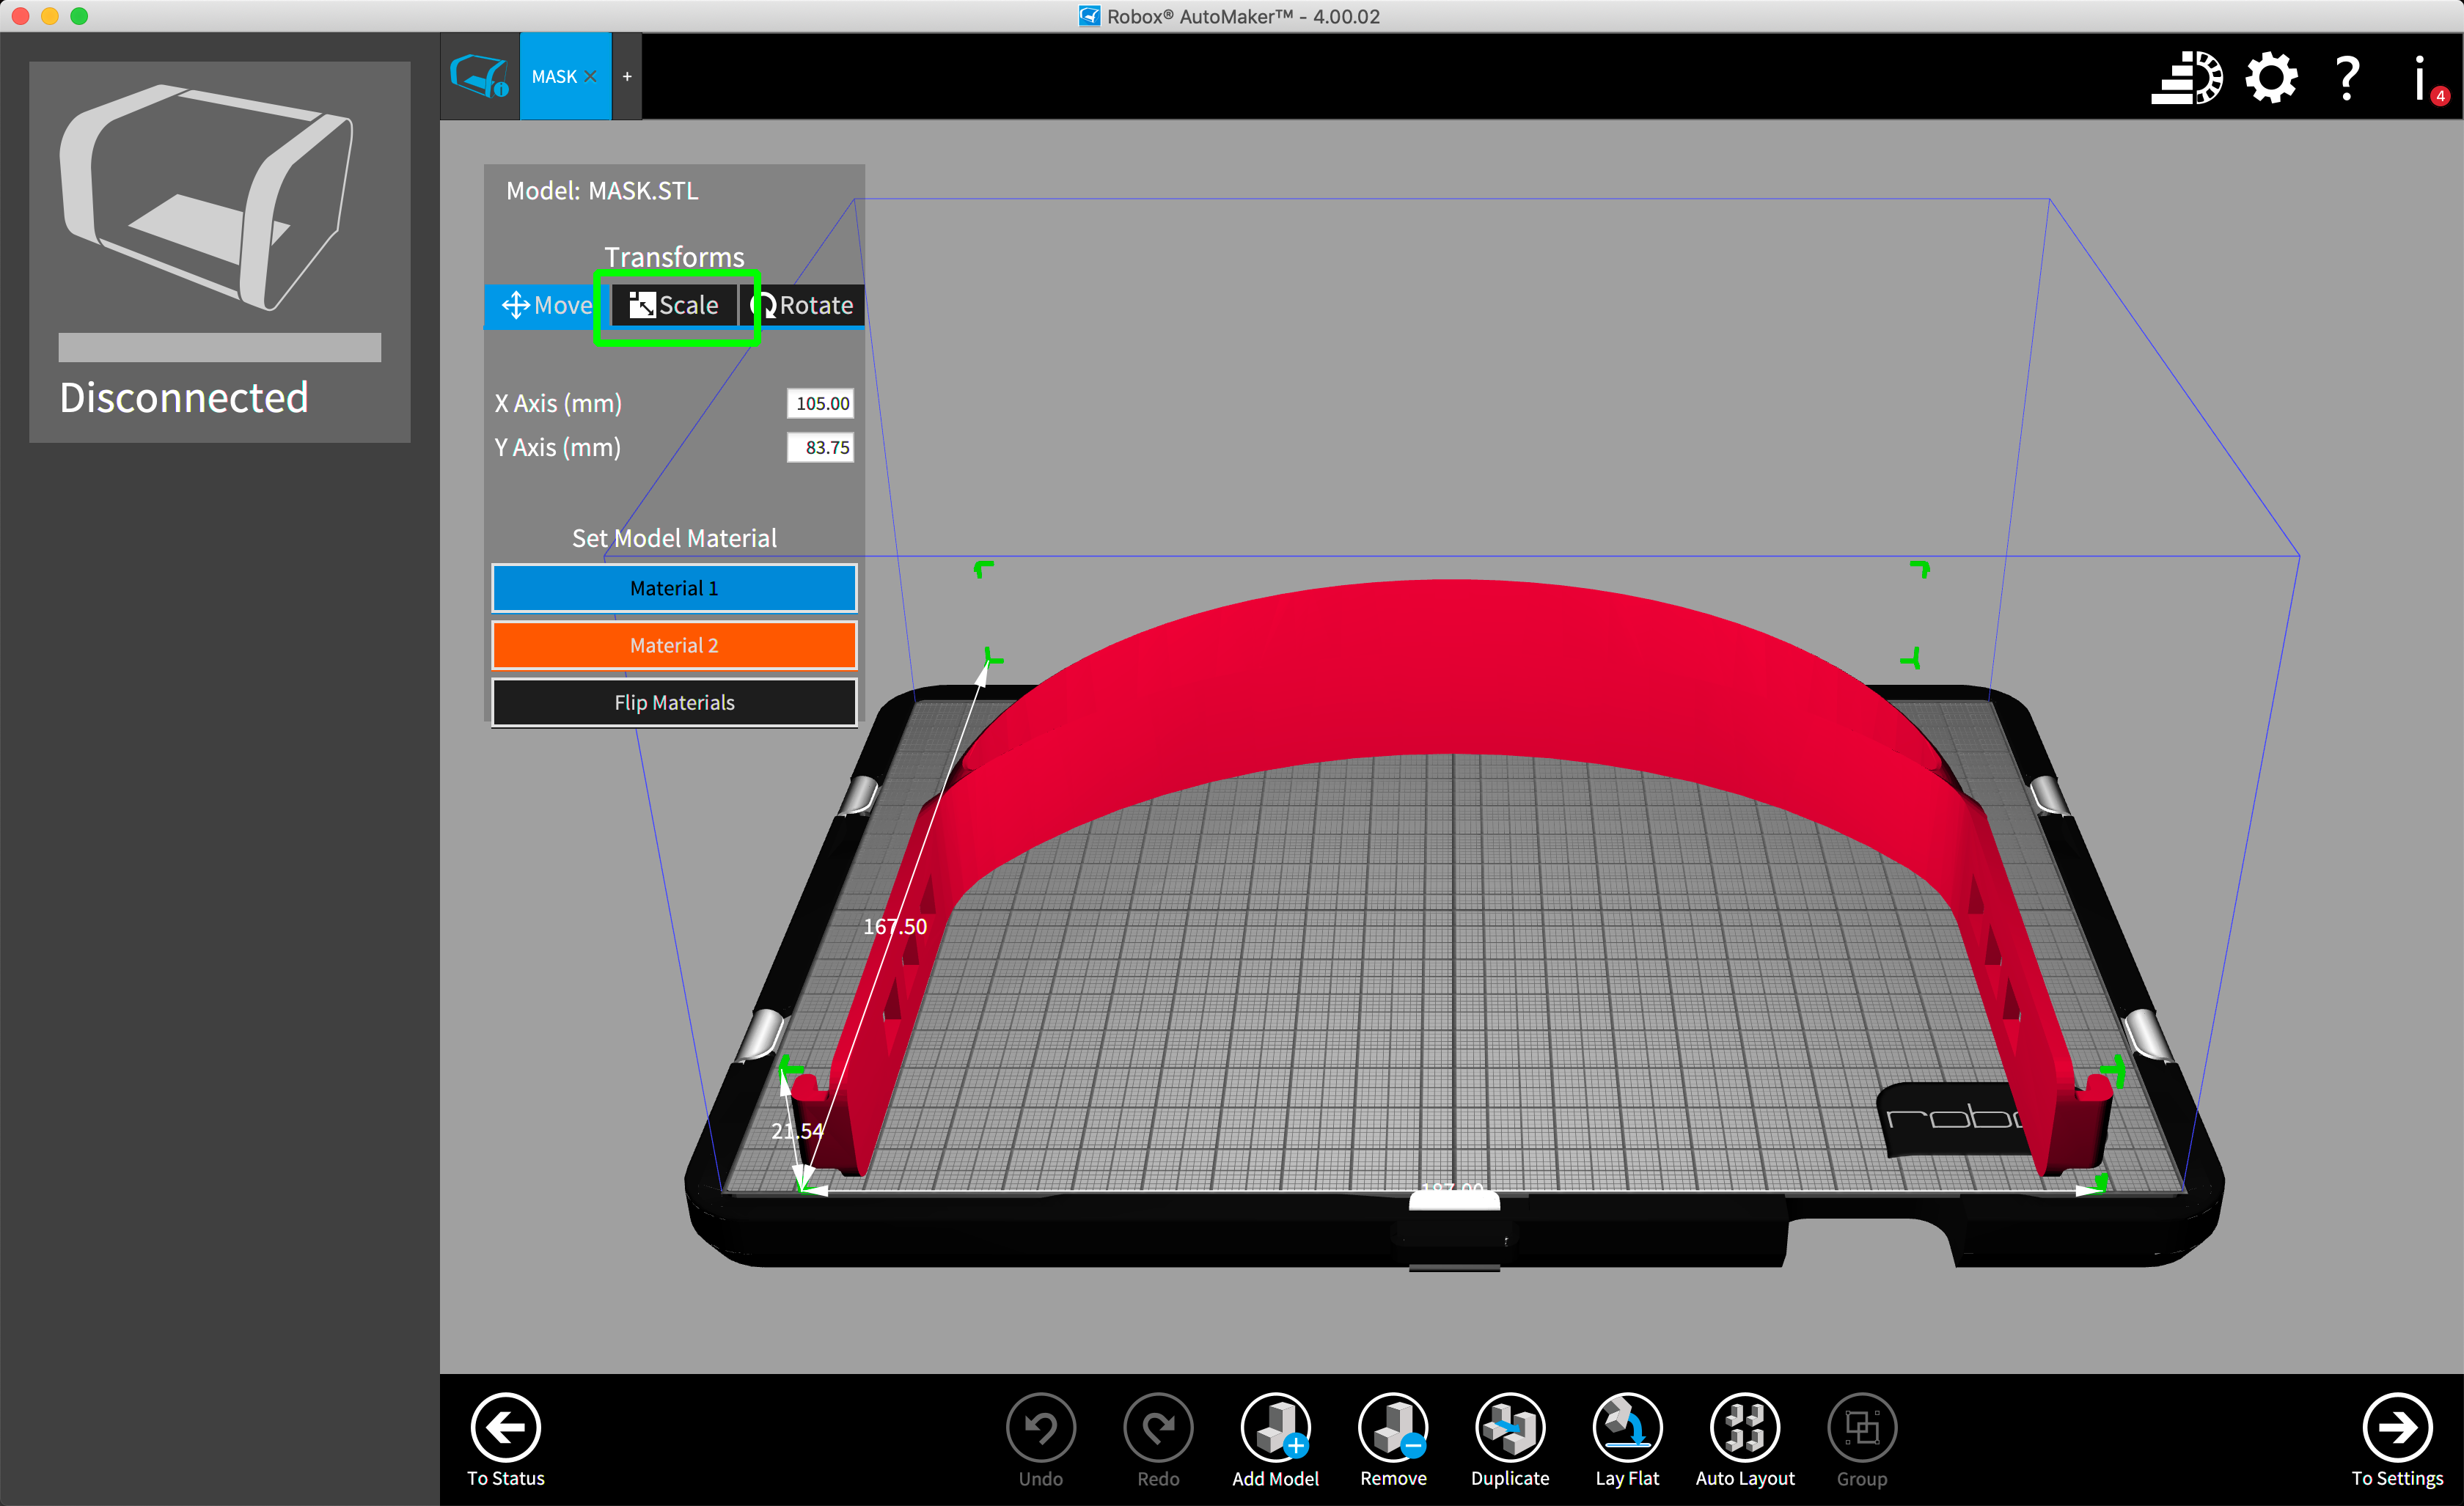 Robox® AutoMaker™ - 4.00.02
MASK
+
?
i
4
Disconnected
Model: MASK.STL
Transforms
Move
Scale
Rotate
X Axis (mm)
105.00
Y Axis (mm)
83.75
Set Model Material
Material 1
Material 2
Flip Materials
167.50
21.54
To Status
Undo
Redo
Add Model
Remove
Duplicate
Lay Flat
Auto Layout
Group
To Settings